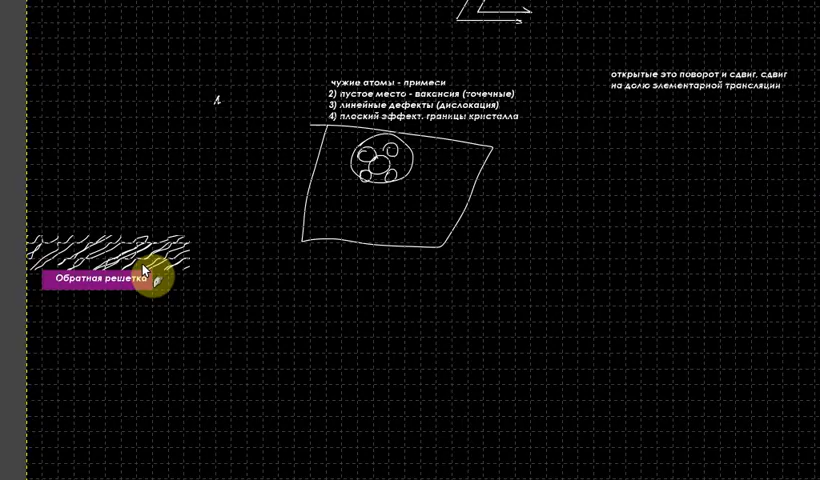 чужие атомы - примеси
2) пустое место - вакансия (точечные)
3) линейные дефекты (дислокация)
4) плоский эффект. границы кристалла
открытые это поворот и сдвиг, сдвиг
на долю элементарной трансляции
Обратная решетка